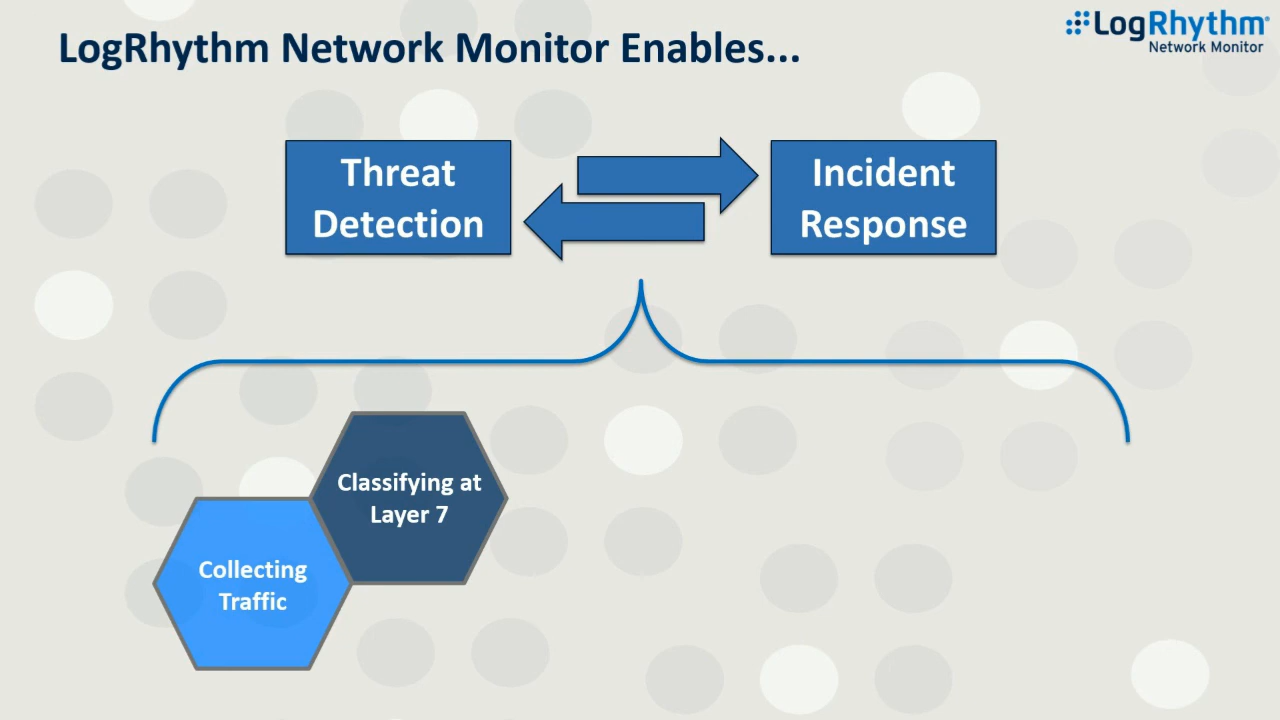 LogRhythm Network Monitor Enables...
LogRhythm
Network Monitor
Threat
Detection
Incident
Response
Classifying at
Layer 7
Collecting
Traffic